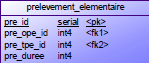 prelevement_elementaire
pre_id serial <pk>
pre_ope_id int4 <fk1>
pre_tpe_id int4 <fk2>
pre_duree int4